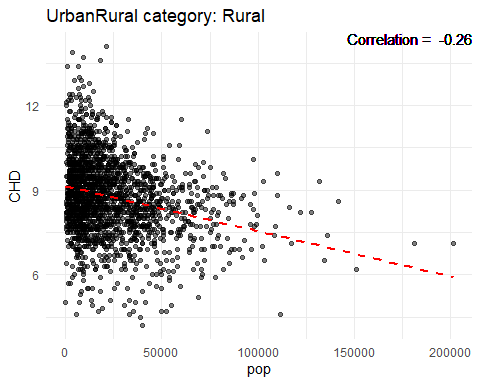 UrbanRural category: Rural
Correlation = -0.26
CHD
12
9
6
0 50000 100000 150000 200000
pop